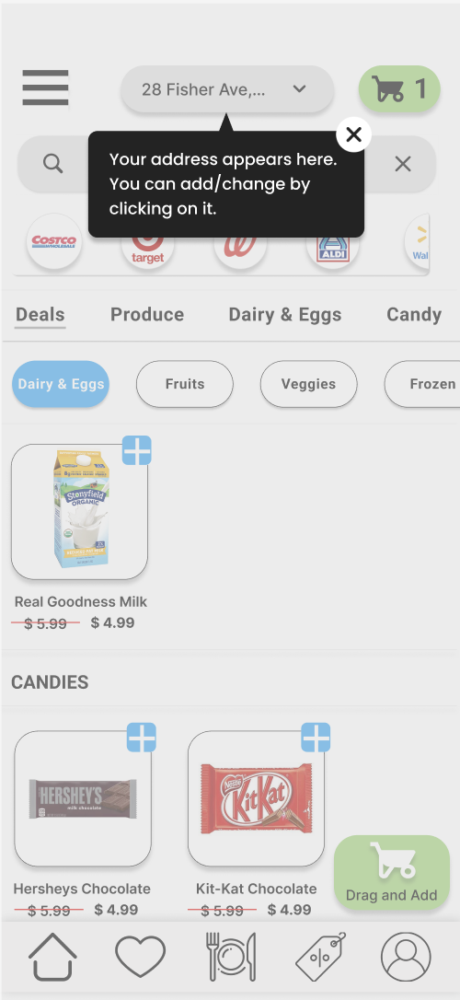 28 Fisher Ave,...
1
Your address appears here.
You can add/change by
clicking on it.
COSTCO
WHOLESALE
target
ALDI
Wal
Deals
Produce
Dairy & Eggs
Candy
Dairy & Eggs
Fruits
Veggies
Frozen
Stonyfield
ORGANIC
Real Goodness Milk
$ 5.99 $ 4.99
CANDIES
HERSHEY'S
milk chocolate
Nestle
KitKat
Hersheys Chocolate
Kit-Kat Chocolate
Drag and Add
$ 5.99 $ 4.99
$ 5.99 $ 4.99